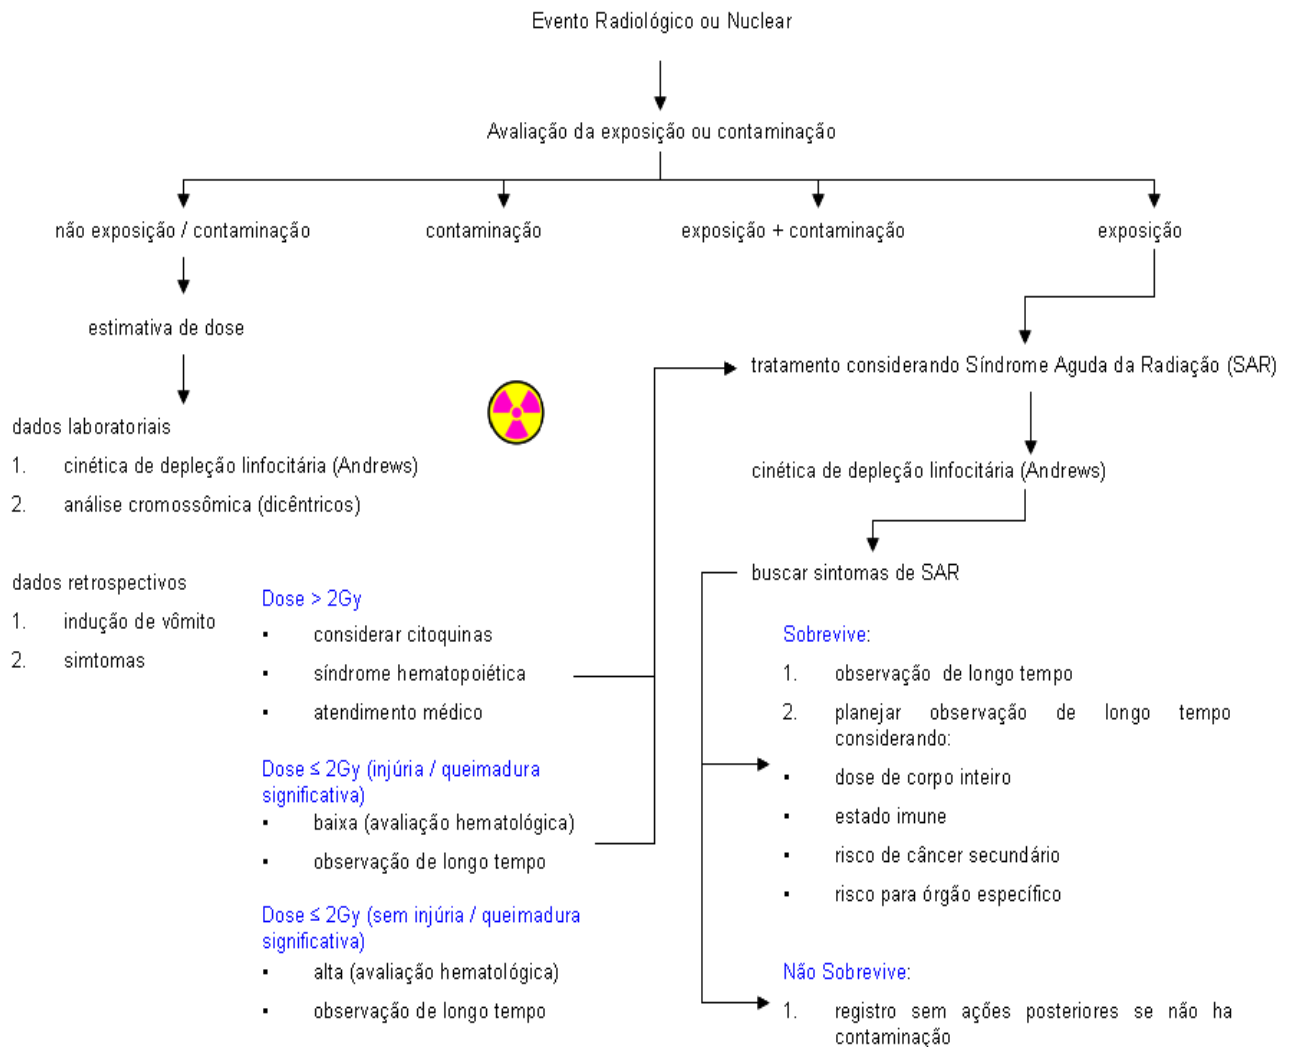 Evento Radiológico ou Nuclear
Avaliação da exposição ou contaminação
não exposição / contaminação
contaminação
exposição + contaminação
exposição
estimativa de dose
dados laboratoriais
1. cinética de depleção linfocitária (Andrews)
2. análise cromossômica (dicêntricos)
dados retrospectivos
1. indução de vômito
2. simtomas
Dose > 2Gy
▪ considerar citoquinas
▪ síndrome hematopoiética
▪ atendimento médico
Dose ≤ 2Gy (injúria / queimadura
significativa)
▪ baixa (avaliação hematológica)
▪ observação de longo tempo
Dose ≤ 2Gy (sem injúria / queimadura
significativa)
▪ alta (avaliação hematológica)
▪ observação de longo tempo
tratamento considerando Síndrome Aguda da Radiação (SAR)
cinética de depleção linfocitária (Andrews)
buscar sintomas de SAR
Sobrevive:
1. observação de longo tempo
2. planejar observação de longo tempo
considerando:
▪ dose de corpo inteiro
▪ estado imune
▪ risco de câncer secundário
▪ risco para órgão específico
Não Sobrevive:
1. registro sem ações posteriores se não ha
contaminação